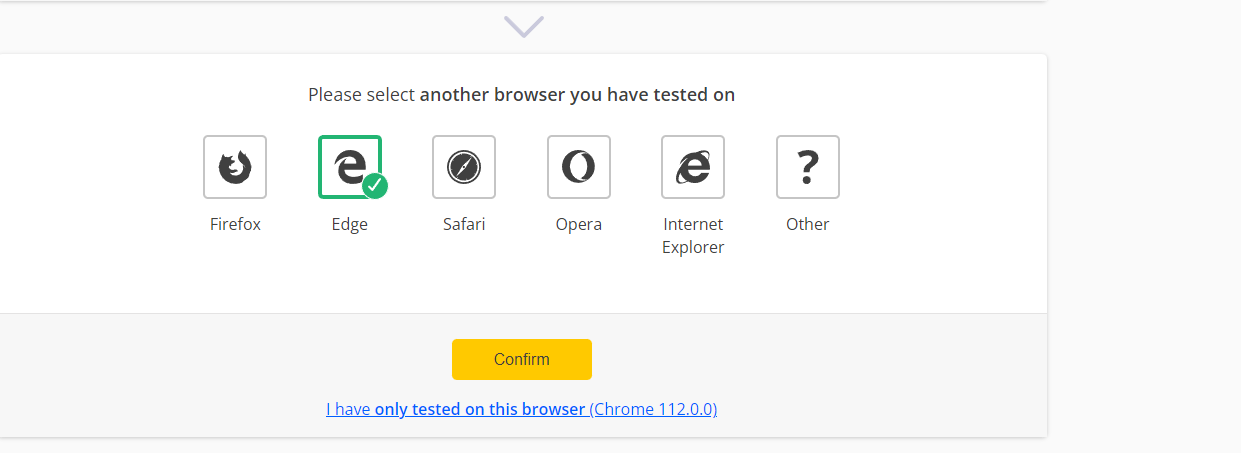 Please select another browser you have tested on
Firefox
Edge
Safari
Opera
Internet
Explorer
?
Other
Confirm
I have only tested on this browser (Chrome 112.0.0)